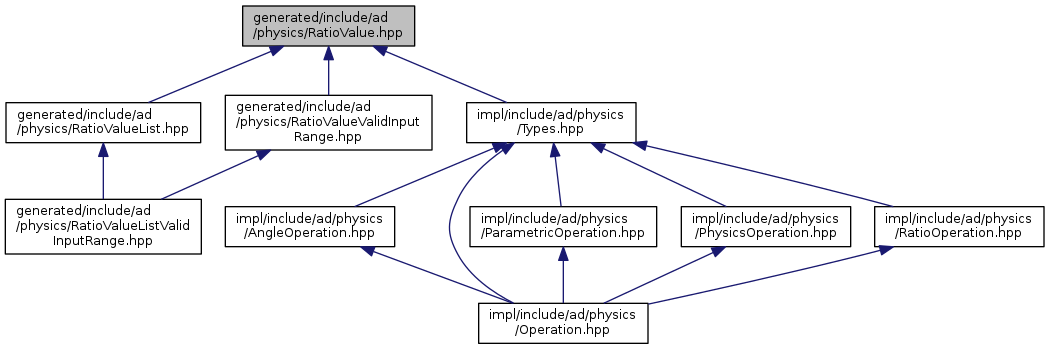 generated/include/ad
/physics/RatioValue.hpp
generated/include/ad
/physics/RatioValueList.hpp
generated/include/ad
/physics/RatioValueValidInput
Range.hpp
impl/include/ad/physics
/Types.hpp
generated/include/ad
/physics/RatioValueListValid
InputRange.hpp
impl/include/ad/physics
/AngleOperation.hpp
impl/include/ad/physics
/ParametricOperation.hpp
impl/include/ad/physics
/PhysicsOperation.hpp
impl/include/ad/physics
/RatioOperation.hpp
impl/include/ad/physics
/Operation.hpp